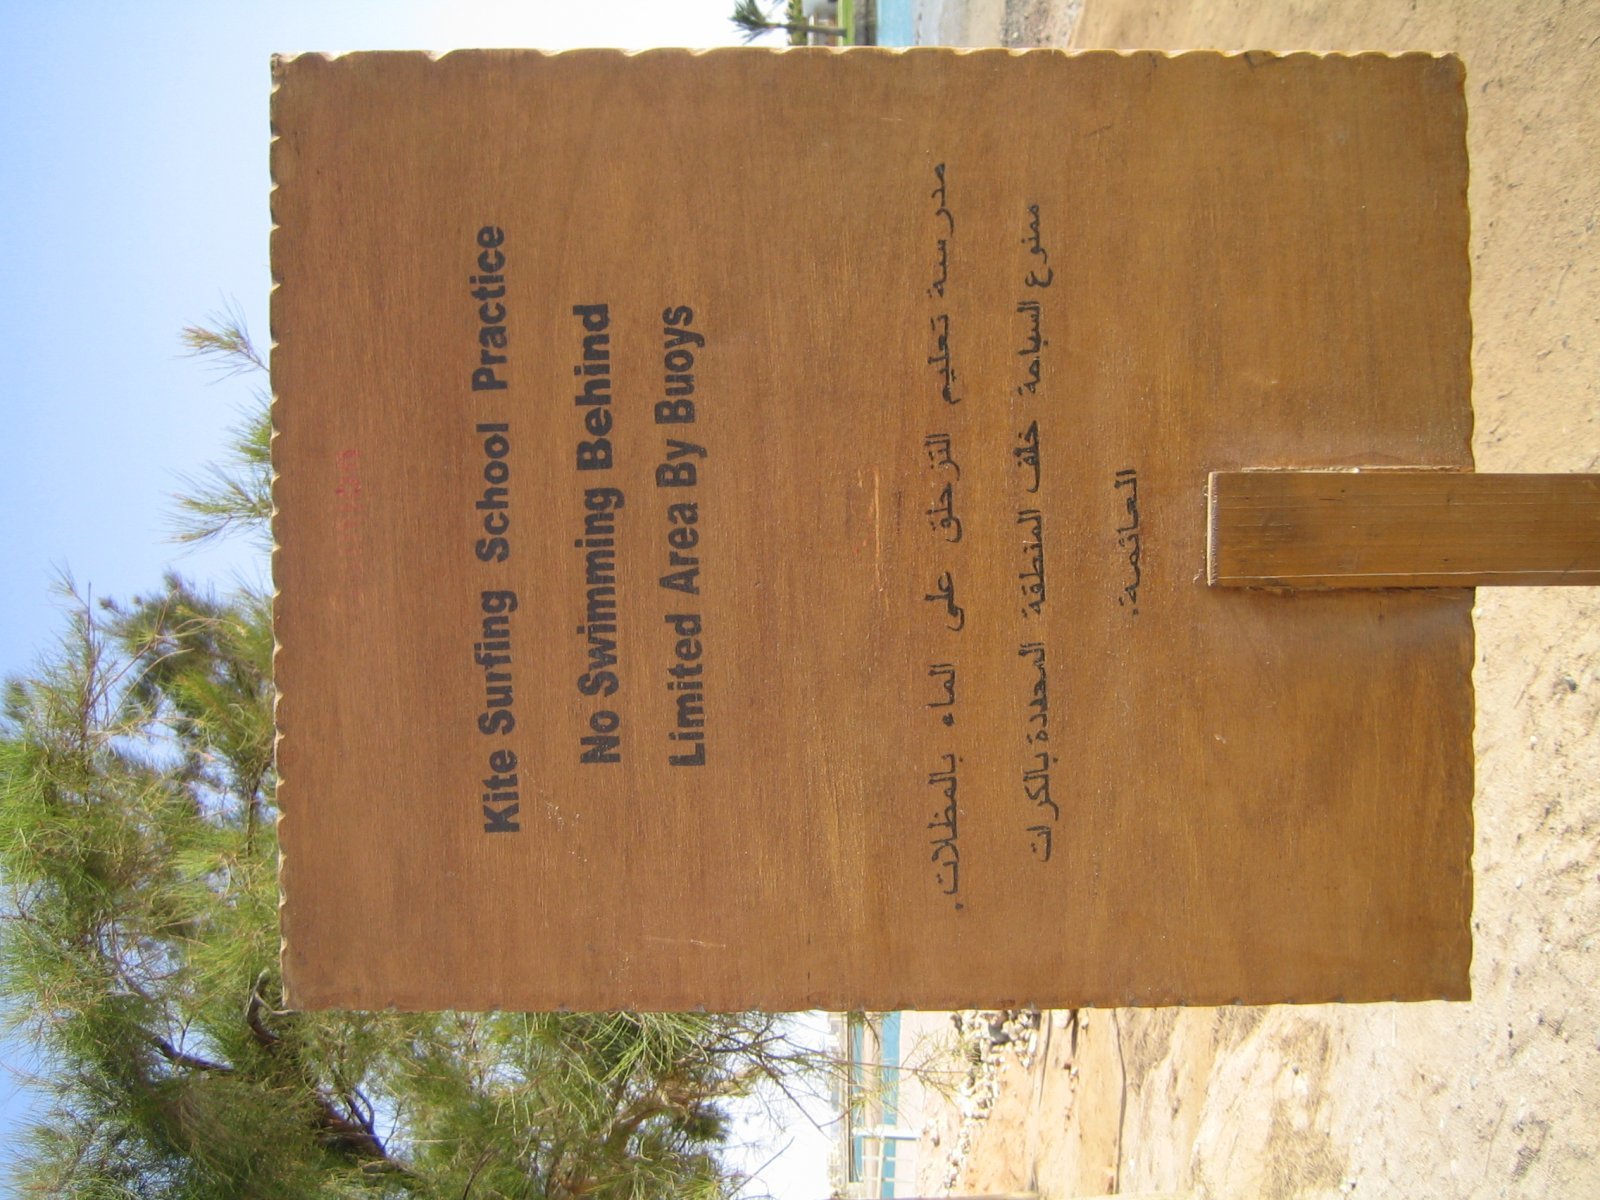 Kite Surfing School Practice
No Swimming Behind
Limited Area By Buoys
مدرسة تعليم التزحلق على الماء بالمظلات.
ممنوع السباحة خلف المنطقة المحددة بالكرات
العائمة.